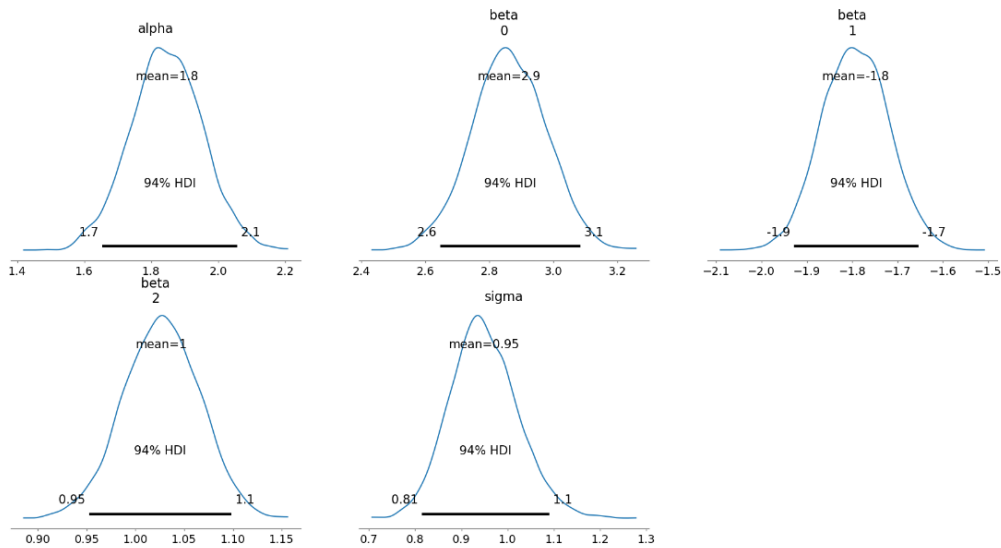 alpha
mean=1.8
94% HDI
1.7 2.1
1.4 1.6 1.8 2.0 2.2
beta
0
mean=2.9
94% HDI
2.6 3.1
2.4 2.6 2.8 3.0 3.2
beta
1
mean=-1.8
94% HDI
-1.9 -1.7
−2.1 −2.0 −1.9 −1.8 −1.7 −1.6 −1.5
beta
2
mean=1
94% HDI
0.95 1.1
0.90 0.95 1.00 1.05 1.10 1.15
sigma
mean=0.95
94% HDI
0.81 1.1
0.7 0.8 0.9 1.0 1.1 1.2 1.3